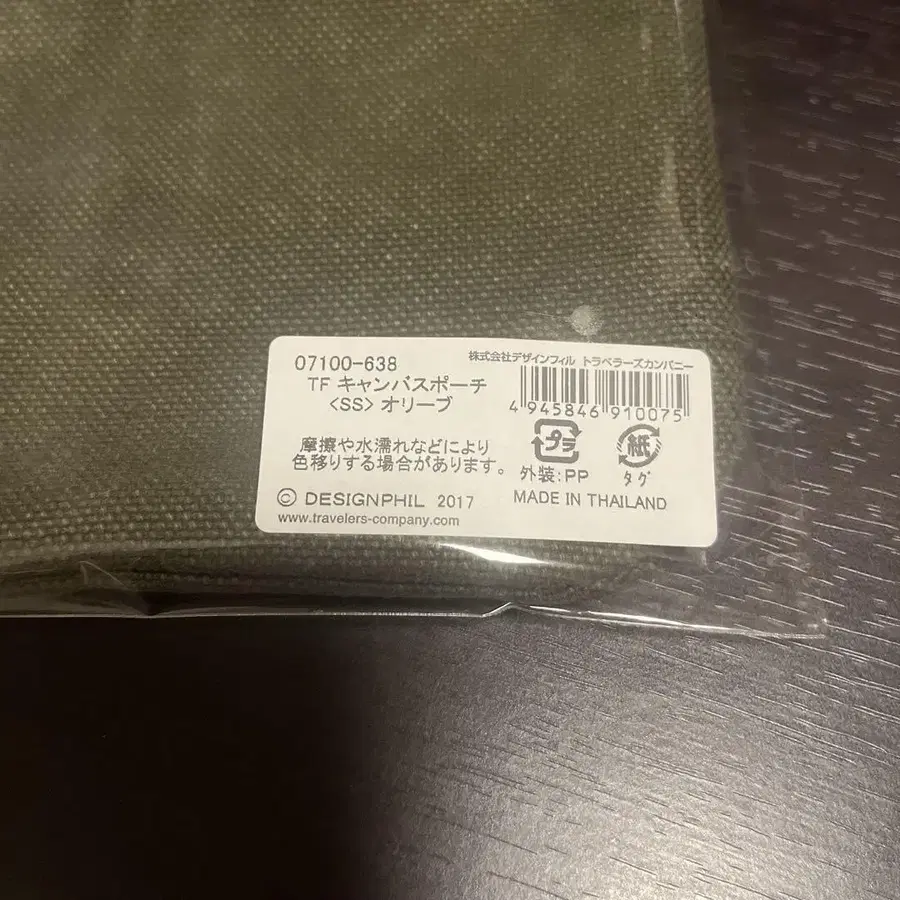 07100-638
TF キャンバスポーチ
<SS> オリーブ
摩擦や水濡れなどにより
色移りする場合があります。
© DESIGNPHIL 2017
www.travelers-company.com
株式会社デザインフィル トラベラーズカンパニー
4 945846 910075
プラ
外装:PP
紙
タグ
MADE IN THAILAND